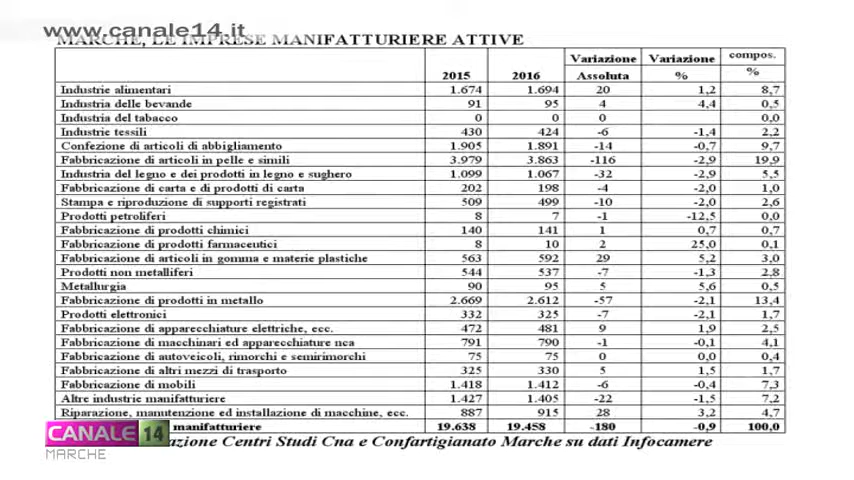 www.canale14.it
MARCHE, LE IMPRESE MANIFATTURIERE ATTIVE
Variazione Variazione compos.
2015 2016 Assoluta % %
Industrie alimentari 1.674 1.694 20 1,2 8,7
Industria delle bevande 91 95 4 4,4 0,5
Industria del tabacco 0 0 0 0,0
Industrie tessili 430 424 -6 -1,4 2,2
Confezione di articoli di abbigliamento 1.905 1.891 -14 -0,7 9,7
Fabbricazione di articoli in pelle e simili 3.979 3.863 -116 -2,9 19,9
Industria del legno e dei prodotti in legno e sughero 1.099 1.067 -32 -2,9 5,5
Fabbricazione di carta e di prodotti di carta 202 198 -4 -2,0 1,0
Stampa e riproduzione di supporti registrati 509 499 -10 -2,0 2,6
Prodotti petroliferi 8 7 -1 -12,5 0,0
Fabbricazione di prodotti chimici 140 141 1 0,7 0,7
Fabbricazione di prodotti farmaceutici 8 10 2 25,0 0,1
Fabbricazione di articoli in gomma e materie plastiche 563 592 29 5,2 3,0
Prodotti non metalliferi 544 537 -7 -1,3 2,8
Metallurgia 90 95 5 5,6 0,5
Fabbricazione di prodotti in metallo 2.669 2.612 -57 -2,1 13,4
Prodotti elettronici 332 325 -7 -2,1 1,7
Fabbricazione di apparecchiature elettriche, ecc. 472 481 9 1,9 2,5
Fabbricazione di macchinari ed apparecchiature nca 791 790 -1 -0,1 4,1
Fabbricazione di autoveicoli, rimorchi e semirimorchi 75 75 0 0,0 0,4
Fabbricazione di altri mezzi di trasporto 325 330 5 1,5 1,7
Fabbricazione di mobili 1.418 1.412 -6 -0,4 7,3
Altre industrie manifatturiere 1.427 1.405 -22 -1,5 7,2
Riparazione, manutenzione ed installazione di macchine, ecc. 887 915 28 3,2 4,7
manifatturiere 19.638 19.458 -180 -0,9 100,0
azione Centri Studi Cna e Confartigianato Marche su dati Infocamere
CANALE 14
MARCHE